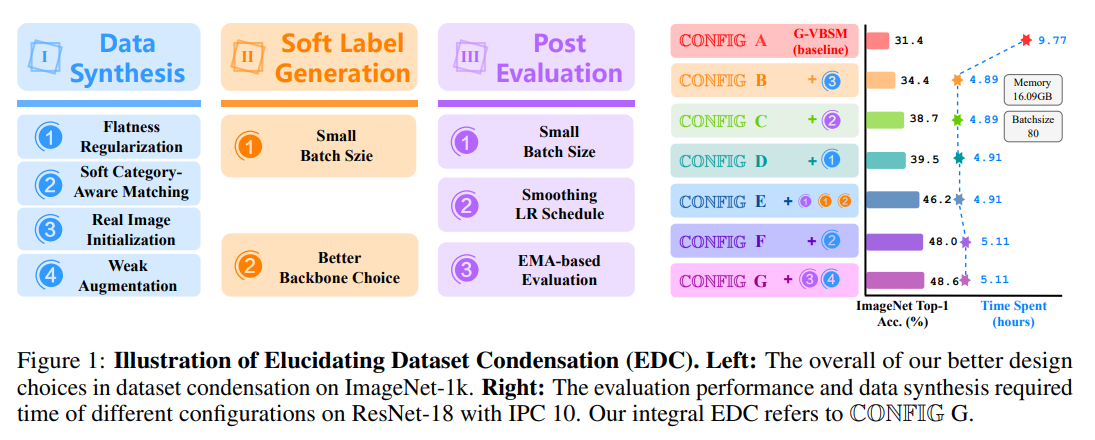 I
Data
Synthesis
1
Flatness
Regularization
2
Soft Category-
Aware Matching
3
Real Image
Initialization
4
Weak
Augmentation
II
Soft Label
Generation
1
Small
Batch Szie
2
Better
Backbone Choice
III
Post
Evaluation
1
Small
Batch Size
2
Smoothing
LR Schedule
3
EMA-based
Evaluation
CONFIG A G-VBSM
(baseline)
31.4 9.77
CONFIG B + 3
34.4 4.89
Memory
16.09GB
CONFIG C + 2
38.7 4.89
Batchsize
80
CONFIG D + 1
39.5 4.91
CONFIG E + 1 1 2
46.2 4.91
CONFIG F + 2
48.0 5.11
CONFIG G + 3 4
48.6 5.11
ImageNet Top-1
Acc. (%)
Time Spent
(hours)
Figure 1: Illustration of Elucidating Dataset Condensation (EDC). Left: The overall of our better design
choices in dataset condensation on ImageNet-1k. Right: The evaluation performance and data synthesis required
time of different configurations on ResNet-18 with IPC 10. Our integral EDC refers to ℂ𝕆ℕ𝔽𝕀𝔾 G.